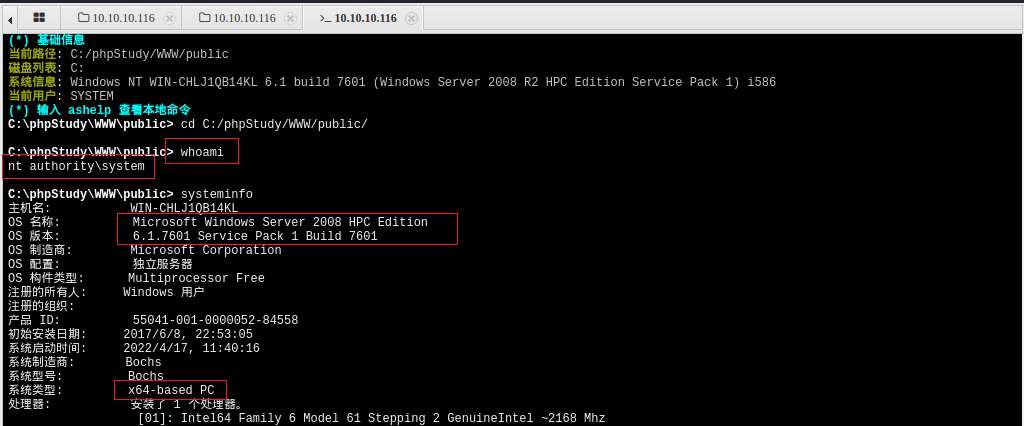 10.10.10.116 10.10.10.116 >_ 10.10.10.116
(*) 基础信息
当前路径: C:/phpStudy/WWW/public
磁盘列表: C:
系统信息: Windows NT WIN-CHLJ1QB14KL 6.1 build 7601 (Windows Server 2008 R2 HPC Edition Service Pack 1) i586
当前用户: SYSTEM
(*) 输入 ashelp 查看本地命令
C:\phpStudy\WWW\public> cd C:/phpStudy/WWW/public/
C:\phpStudy\WWW\public> whoami
nt authority\system
C:\phpStudy\WWW\public> systeminfo
主机名: WIN-CHLJ1QB14KL
OS 名称: Microsoft Windows Server 2008 HPC Edition
OS 版本: 6.1.7601 Service Pack 1 Build 7601
OS 制造商: Microsoft Corporation
OS 配置: 独立服务器
OS 构件类型: Multiprocessor Free
注册的所有人: Windows 用户
注册的组织:
产品 ID: 55041-001-0000052-84558
初始安装日期: 2017/6/8, 22:53:05
系统启动时间: 2022/4/17, 11:40:16
系统制造商: Bochs
系统型号: Bochs
系统类型: x64-based PC
处理器: 安装了 1 个处理器。
[01]: Intel64 Family 6 Model 61 Stepping 2 GenuineIntel ~2168 Mhz